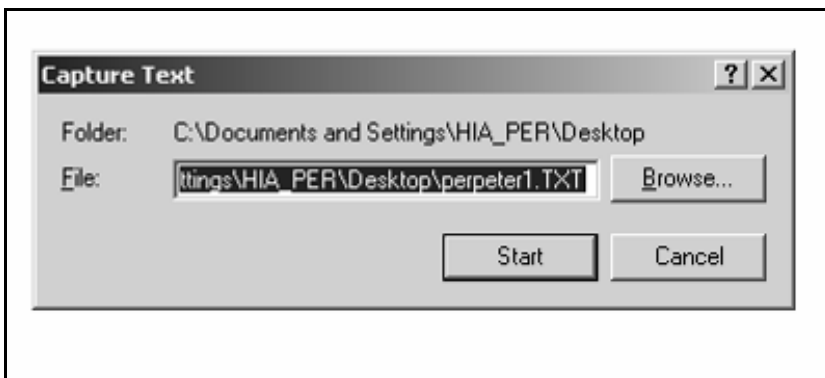 Capture Text
Folder: C:\Documents and Settings\HIA_PER\Desktop
File: ttings\HIA_PER\Desktop\perpeter1.TXT Browse...
Start Cancel